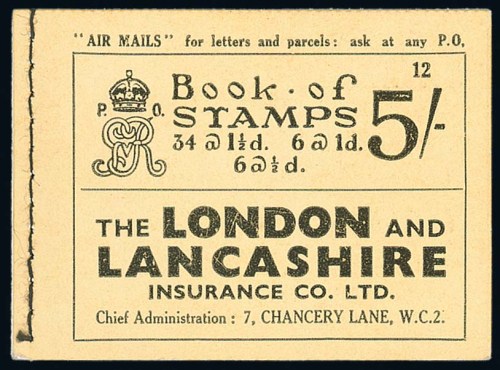 "AIR MAILS" for letters and parcels: ask at any P.O.
12
P. O.
GRV
Book · of
STAMPS 5/-
34 @ 1½d. 6 @ 1d.
6 @ ½d.
THE LONDON AND
LANCASHIRE
INSURANCE CO. LTD.
Chief Administration: 7, CHANCERY LANE, W.C.2.